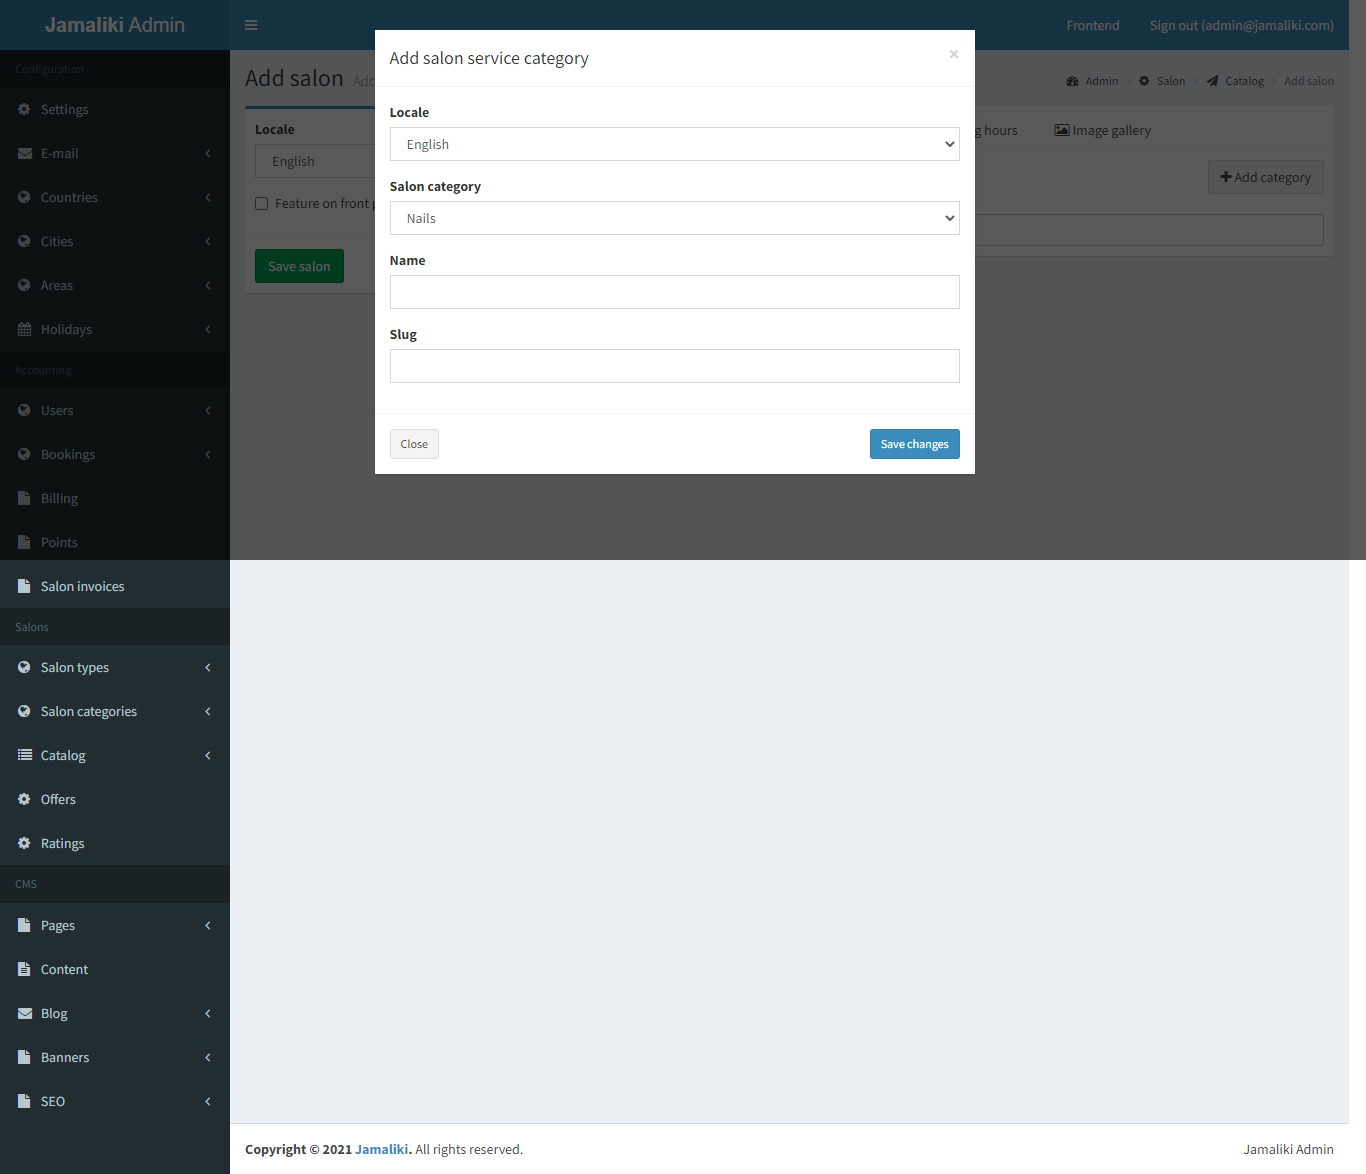 Jamaliki Admin
Frontend
Sign out (admin@jamaliki.com)
Configuration
Settings
E-mail
Countries
Cities
Areas
Holidays
Accounting
Users
Bookings
Billing
Points
Salon invoices
Salons
Salon types
Salon categories
Catalog
Offers
Ratings
CMS
Pages
Content
Blog
Banners
SEO
Add salon
Admin > Salon > Catalog > Add salon
Locale
English
Feature on front
Save salon
hours
Image gallery
Add category
Add salon service category
×
Locale
English
Salon category
Nails
Name
Slug
Close
Save changes
Copyright © 2021 Jamaliki. All rights reserved.
Jamaliki Admin